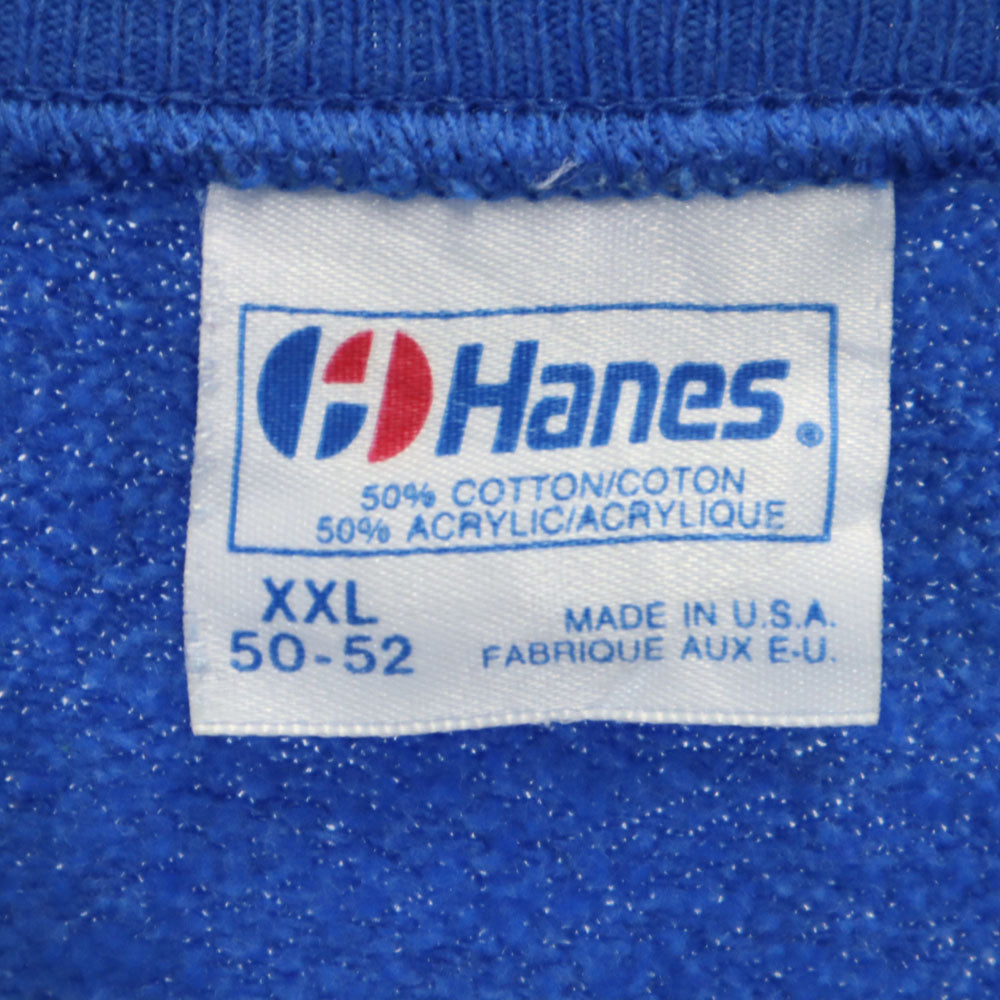 Hanes®
50% COTTON/COTON
50% ACRYLIC/ACRYLIQUE
XXL
50-52
MADE IN U.S.A.
FABRIQUE AUX E-U.